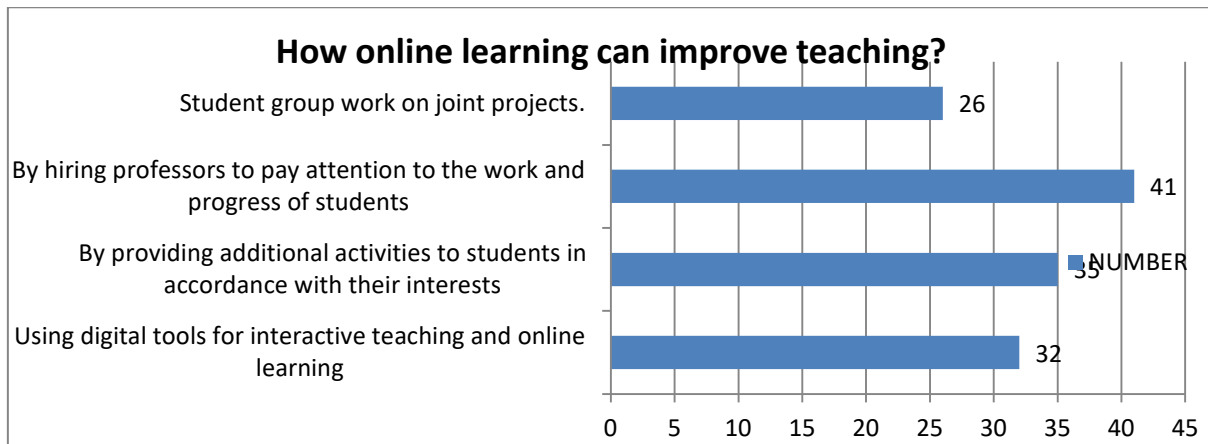 How online learning can improve teaching?
Student group work on joint projects.
26
By hiring professors to pay attention to the work and
progress of students
41
By providing additional activities to students in
accordance with their interests
35
NUMBER
Using digital tools for interactive teaching and online
learning
32
0 5 10 15 20 25 30 35 40 45